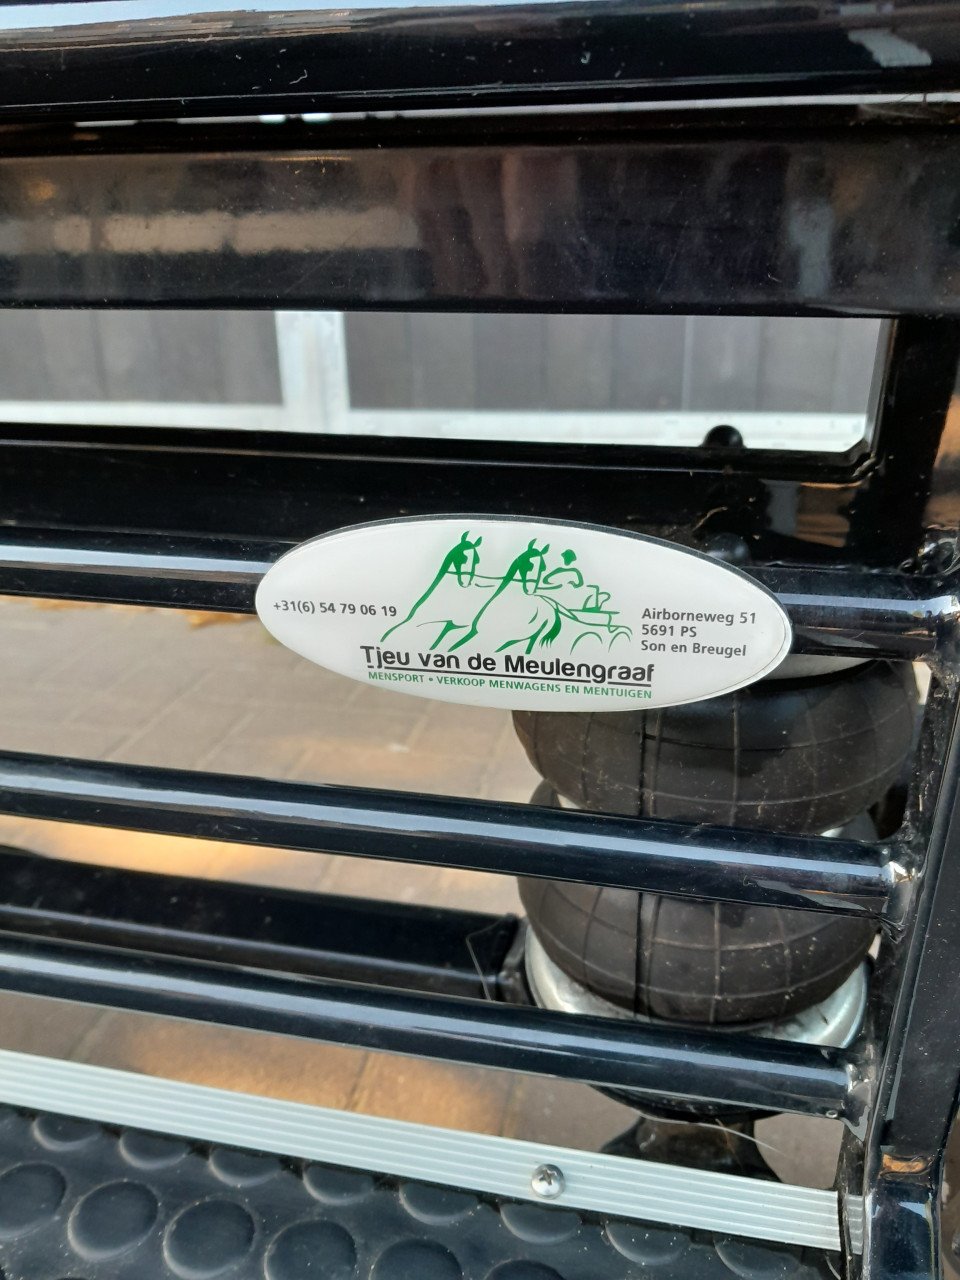 +31(6) 54 79 06 19
Airborneweg 51
5691 PS
Son en Breugel
Tjeu van de Meulengraaf
MENSPORT • VERKOOP MENWAGENS EN MENTUIGEN